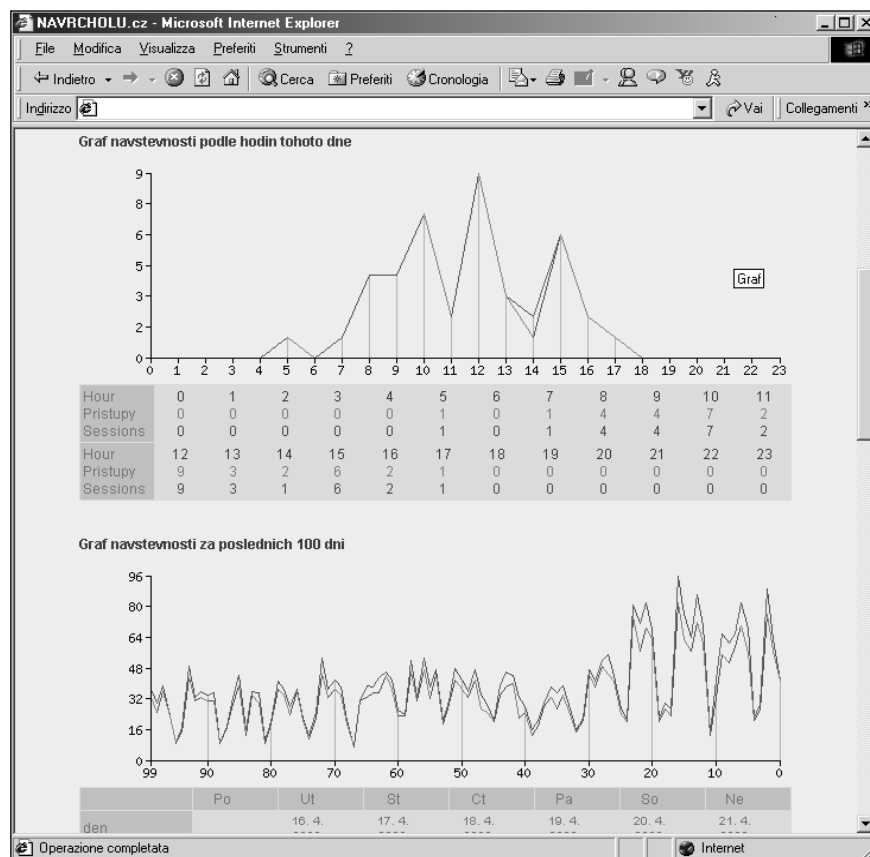 NAVRCHOLU.cz - Microsoft Internet Explorer
File Modifica Visualizza Preferiti Strumenti ?
Indietro Cerca Preferiti Cronologia
Indirizzo Vai Collegamenti
Graf navstevnosti podle hodin tohoto dne
9
8
6
5
3
2
0
0 1 2 3 4 5 6 7 8 9 10 11 12 13 14 15 16 17 18 19 20 21 22 23
Graf
Hour 0 1 2 3 4 5 6 7 8 9 10 11
Pristupy 0 0 0 0 0 1 0 1 4 4 7 2
Sessions 0 0 0 0 0 1 0 1 4 4 7 2
Hour 12 13 14 15 16 17 18 19 20 21 22 23
Pristupy 9 3 2 6 2 1 0 0 0 0 0 0
Sessions 9 3 1 6 2 1 0 0 0 0 0 0
Graf navstevnosti za poslednich 100 dni
96
80
64
48
32
16
0
99 90 80 70 60 50 40 30 20 10 0
Po Ut St Ct Pa So Ne
den 16. 4. 17. 4. 18. 4. 19. 4. 20. 4. 21. 4.
Operazione completata Internet